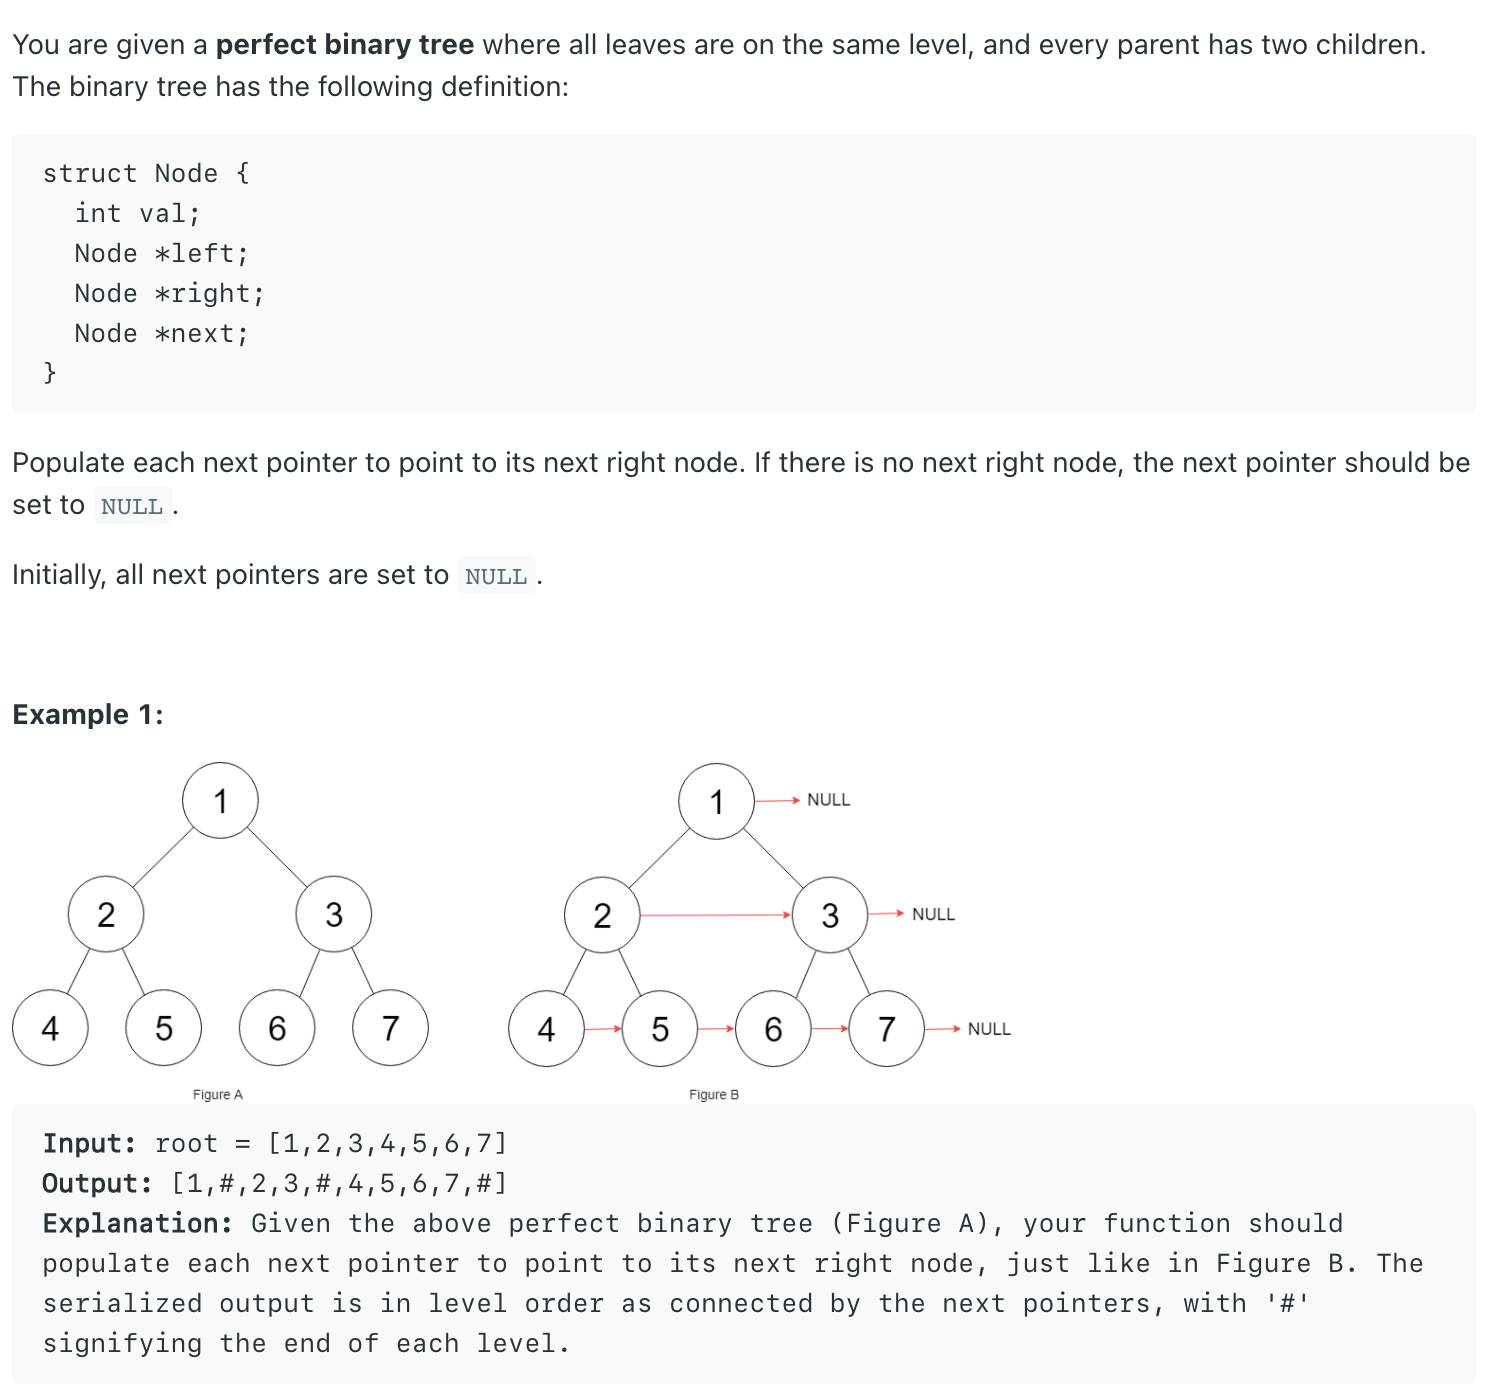 You are given a perfect binary tree where all leaves are on the same level, and every parent has two children.
The binary tree has the following definition:
struct Node {
  int val;
  Node *left;
  Node *right;
  Node *next;
}
Populate each next pointer to point to its next right node. If there is no next right node, the next pointer should be
set to NULL .
Initially, all next pointers are set to NULL .
Example 1:
1 1 NULL
2 3 2 3 NULL
4 5 6 7 4 5 6 7 NULL
Figure A Figure B
Input: root = [1,2,3,4,5,6,7]
Output: [1,#,2,3,#,4,5,6,7,#]
Explanation: Given the above perfect binary tree (Figure A), your function should
populate each next pointer to point to its next right node, just like in Figure B. The
serialized output is in level order as connected by the next pointers, with '#'
signifying the end of each level.